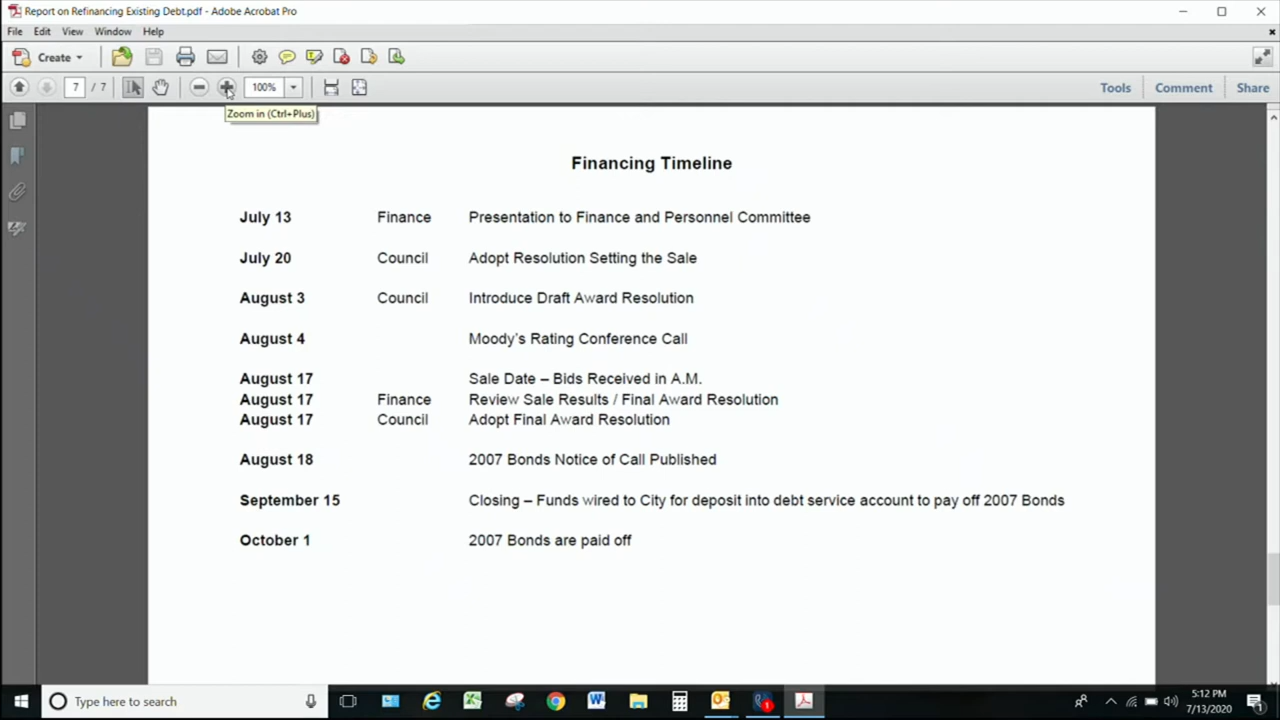 Report on Refinancing Existing Debt.pdf - Adobe Acrobat Pro
File Edit View Window Help
Create
7 / 7 100% Tools Comment Share
Zoom in (Ctrl+Plus)
Financing Timeline
July 13 Finance Presentation to Finance and Personnel Committee
July 20 Council Adopt Resolution Setting the Sale
August 3 Council Introduce Draft Award Resolution
August 4 Moody's Rating Conference Call
August 17 Sale Date – Bids Received in A.M.
August 17 Finance Review Sale Results / Final Award Resolution
August 17 Council Adopt Final Award Resolution
August 18 2007 Bonds Notice of Call Published
September 15 Closing – Funds wired to City for deposit into debt service account to pay off 2007 Bonds
October 1 2007 Bonds are paid off
Type here to search
5:12 PM
7/13/2020